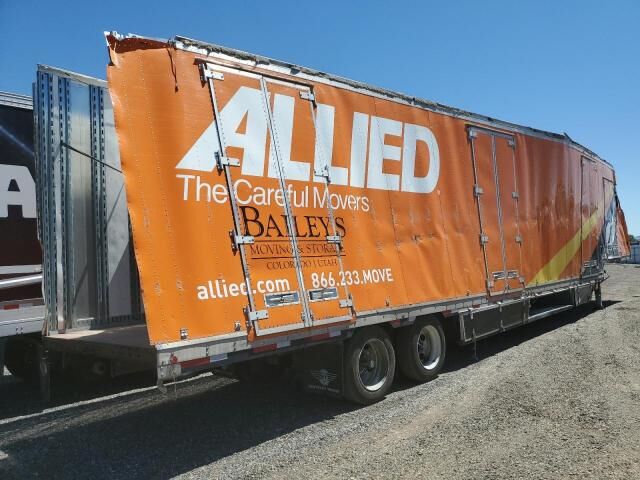 ALLIED
The Careful Movers
BAILEYS
MOVING & STORAGE
COLORADO | UTAH
allied.com 866.233.MOVE
A